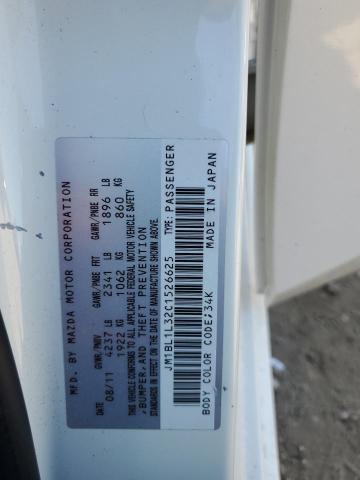 MFD. BY MAZDA MOTOR CORPORATION
08/11 GVWR/PNBV GAWR/PNBE FRT GAWR/PNBE RR
4237 LB 2341 LB 1896 LB
1922 KG 1062 KG 860 KG
THIS VEHICLE CONFORMS TO ALL APPLICABLE FEDERAL MOTOR VEHICLE SAFETY
,BUMPER,AND THEFT PREVENTION
STANDARDS IN EFFECT ON THE DATE OF MANUFACTURE SHOWN ABOVE.
JM1BL1L32C1526625 TYPE:PASSENGER
BODY COLOR CODE:34K MADE IN JAPAN